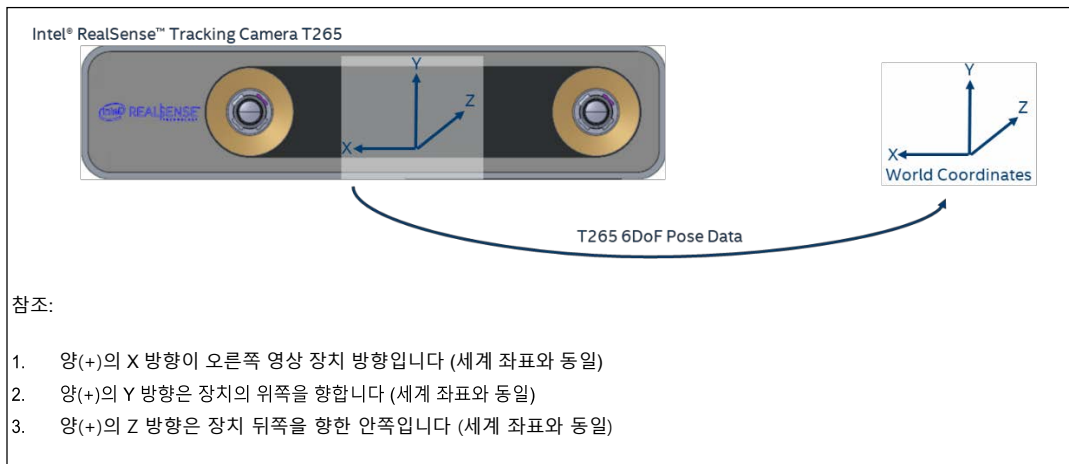 Intel® RealSense™ Tracking Camera T265
Y
Z
X
REALSENSE
TECHNOLOGY
Y
Z
X
World Coordinates
T265 6DoF Pose Data
참조:
1. 양(+)의 X 방향이 오른쪽 영상 장치 방향입니다 (세계 좌표와 동일)
2. 양(+)의 Y 방향은 장치의 위쪽을 향합니다 (세계 좌표와 동일)
3. 양(+)의 Z 방향은 장치 뒤쪽을 향한 안쪽입니다 (세계 좌표와 동일)